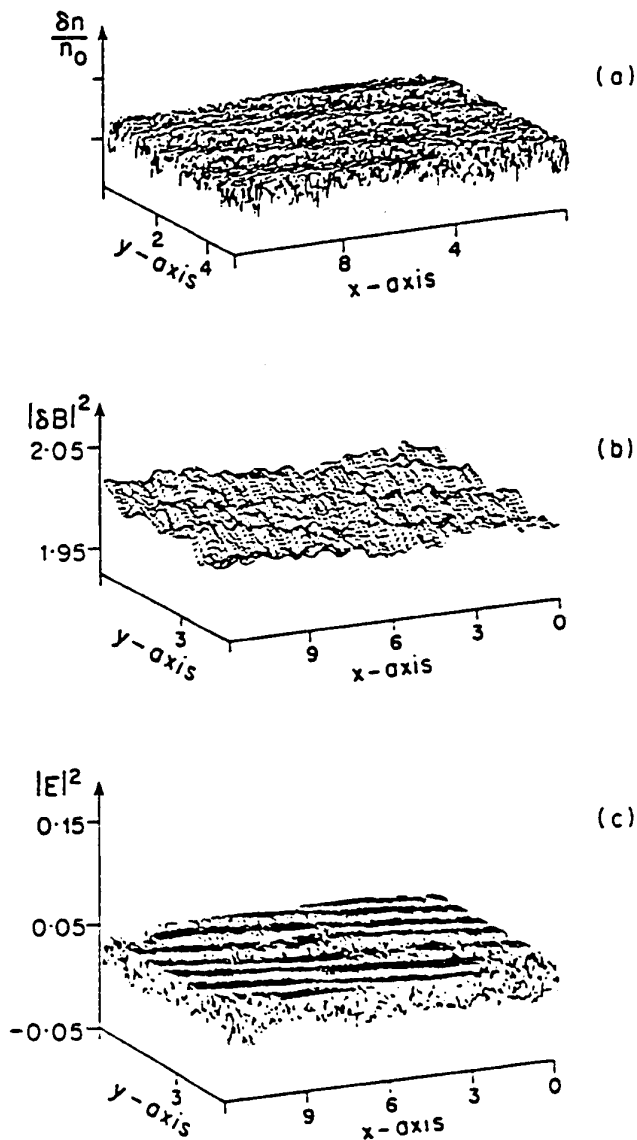 δn
n₀
(a)
2
4
y-axis
8
4
x-axis
|δB|²
(b)
2·05
1·95
3
y-axis
9
6
3
0
x-axis
|E|²
(c)
0·15
0·05
-0·05
3
y-axis
9
6
3
0
x-axis